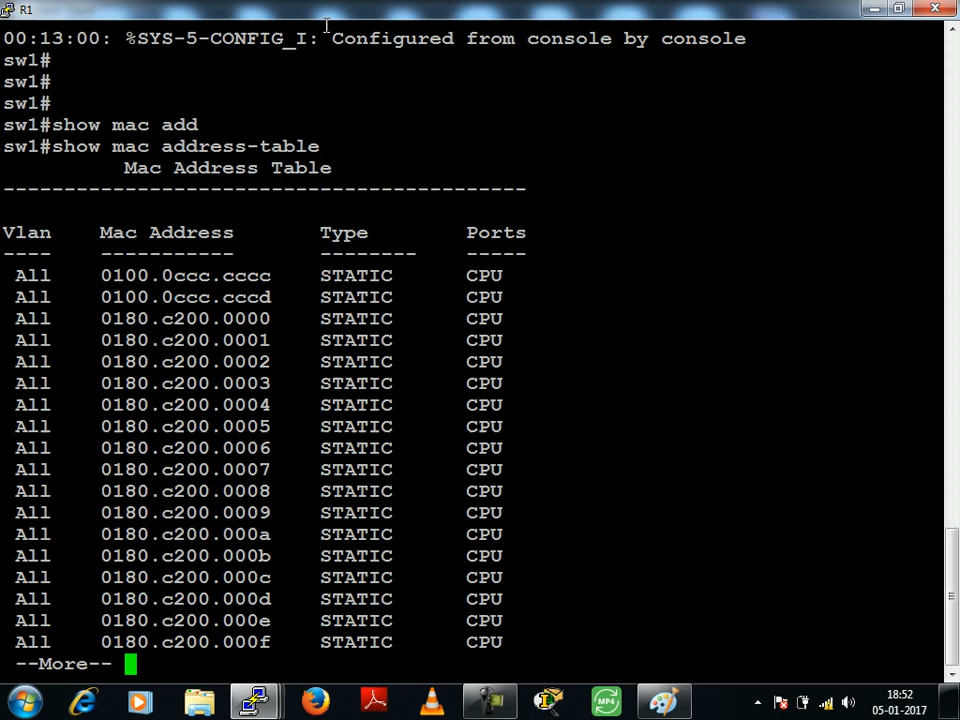 R1
00:13:00: %SYS-5-CONFIG_I: Configured from console by console
sw1#
sw1#
sw1#
sw1#show mac add
sw1#show mac address-table
Mac Address Table
-------------------------------------------
Vlan Mac Address Type Ports
---- ----------- -------- -----
All 0100.0ccc.cccc STATIC CPU
All 0100.0ccc.cccd STATIC CPU
All 0180.c200.0000 STATIC CPU
All 0180.c200.0001 STATIC CPU
All 0180.c200.0002 STATIC CPU
All 0180.c200.0003 STATIC CPU
All 0180.c200.0004 STATIC CPU
All 0180.c200.0005 STATIC CPU
All 0180.c200.0006 STATIC CPU
All 0180.c200.0007 STATIC CPU
All 0180.c200.0008 STATIC CPU
All 0180.c200.0009 STATIC CPU
All 0180.c200.000a STATIC CPU
All 0180.c200.000b STATIC CPU
All 0180.c200.000c STATIC CPU
All 0180.c200.000d STATIC CPU
All 0180.c200.000e STATIC CPU
All 0180.c200.000f STATIC CPU
--More--
MP4
18:52
05-01-2017